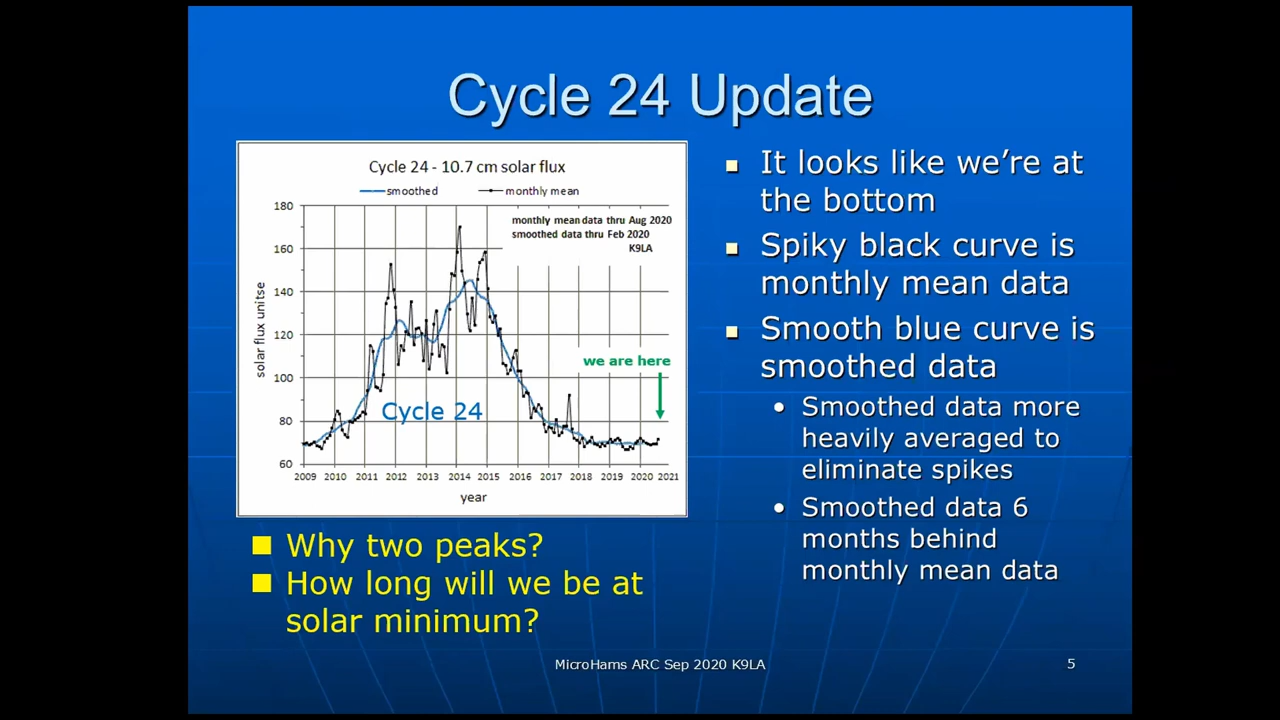 Cycle 24 Update
Cycle 24 - 10.7 cm solar flux
smoothed
monthly mean
monthly mean data thru Aug 2020
smoothed data thru Feb 2020
K9LA
180
160
140
120
100
80
60
solar flux unitse
we are here
Cycle 24
2009 2010 2011 2012 2013 2014 2015 2016 2017 2018 2019 2020 2021
year
Why two peaks?
How long will we be at
solar minimum?
It looks like we're at
the bottom
Spiky black curve is
monthly mean data
Smooth blue curve is
smoothed data
Smoothed data more
heavily averaged to
eliminate spikes
Smoothed data 6
months behind
monthly mean data
MicroHams ARC Sep 2020 K9LA
5